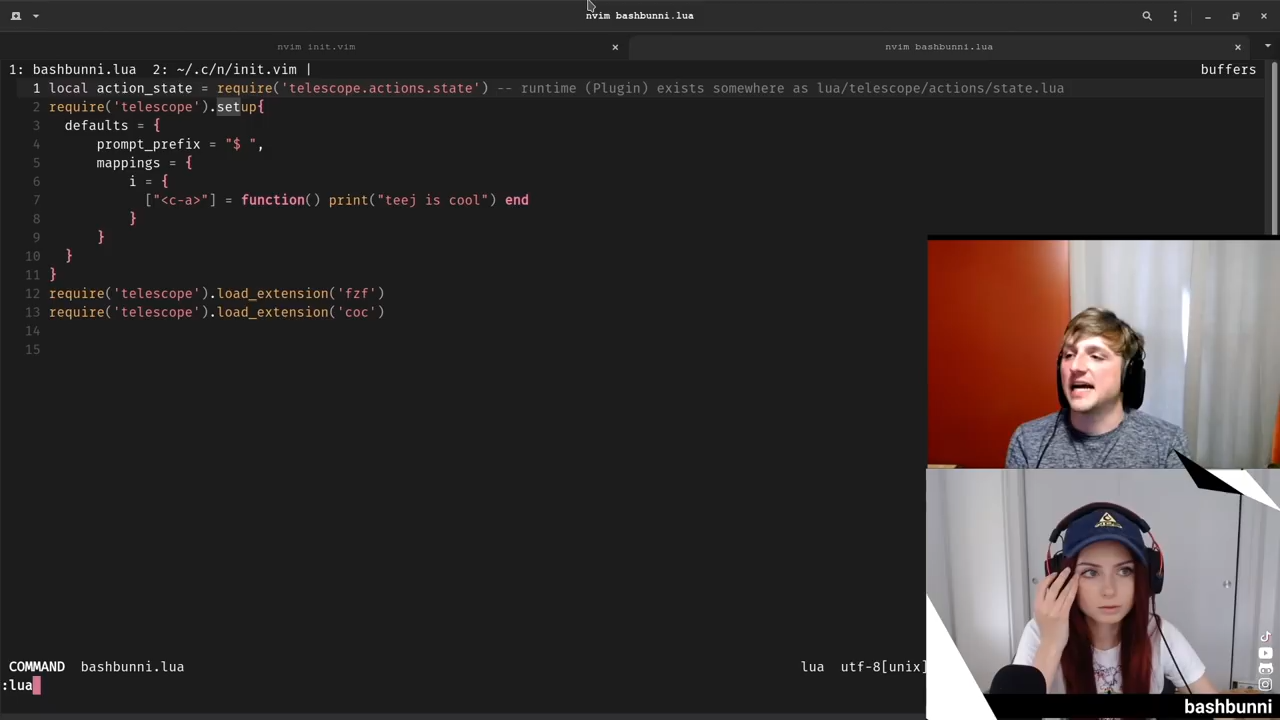 nvim bashbunni.lua
nvim init.vim
nvim bashbunni.lua
1: bashbunni.lua  2: ~/.c/n/init.vim |
buffers
1 local action_state = require('telescope.actions.state') -- runtime (Plugin) exists somewhere as lua/telescope/actions/state.lua
2 require('telescope').setup{
3   defaults = {
4       prompt_prefix = "$ ",
5       mappings = {
6           i = {
7             ["<c-a>"] = function() print("teej is cool") end
8           }
9       }
10   }
11 }
12 require('telescope').load_extension('fzf')
13 require('telescope').load_extension('coc')
14
15
COMMAND  bashbunni.lua
lua  utf-8[unix]
:lua
bashbunni